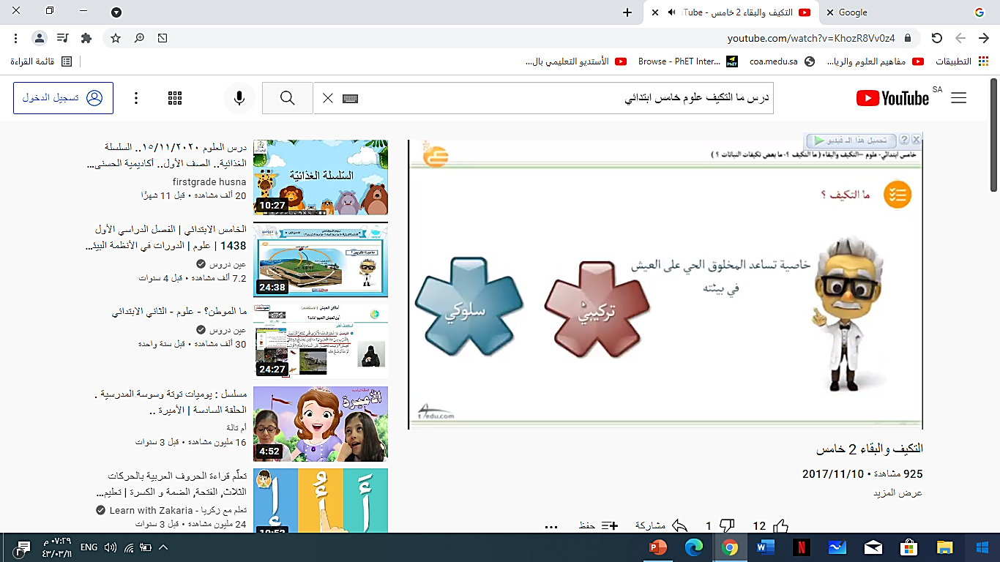 التكيف والبقاء 2 خامس - Tube
Google
youtube.com/watch?v=KhozR8Vv0z4
التطبيقات
مفاهيم العلوم والريا...
coa.medu.sa
Browse - PhET Inter...
الأستديو التعليمي بال...
قائمة القراءة
YouTube SA
درس ما التكيف علوم خامس ابتدائي
تسجيل الدخول
تحميل هذا الـ فيديو
خامس ابتدائي- علوم –التكيف والبقاء ( ما التكيف ؟- ما بعض تكيفات النباتات ؟ )
ما التكيف ؟
خاصية تساعد المخلوق الحي على العيش
في بيئته
تركيبي
سلوكي
t4edu.com
التكيف والبقاء 2 خامس
925 مشاهدة • 2017/11/10
عرض المزيد
12
1
مشاركة
حفظ
السّلسلة الغذائيّة
10:27
درس العلوم ١٥/١١/٢٠٢٠.. السلسلة
الغذائية.. الصف الأول.. أكاديمية الحسنى...
firstgrade husna
20 ألف مشاهدة • قبل 11 شهرًا
24:38
الخامس الابتدائي | الفصل الدراسي الأول
1438 | علوم | الدورات في الأنظمة البيئ...
عين دروس
7.2 ألف مشاهدة • قبل 4 سنوات
24:27
ما الموطن؟ - علوم - الثاني الابتدائي
عين دروس
30 ألف مشاهدة • قبل سنة واحدة
الأميرة
4:52
مسلسل : يوميات توتة وسوسة المدرسية .
الحلقة السادسة | الأميرة ..
أم تالة
16 مليون مشاهدة • قبل 3 سنوات
أَ أُ إِ
تعلّم قراءة الحروف العربية بالحركات
الثلاث, الفتحة, الضمة و الكسرة | تعليم...
تعلم مع زكريا - Learn with Zakaria
24 مليون مشاهدة • قبل 3 سنوات
ENG
٠٧:٢٩ م
٤٣/٠٣/١١